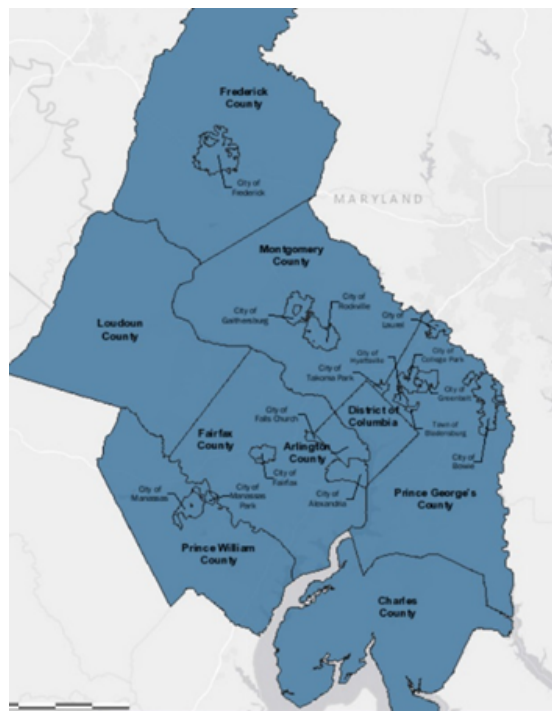 Frederick
County
City of
Frederick
MARYLAND
Montgomery
County
City of
Rockville
City of
Gaithersburg
Loudoun
County
City of
Laurel
City of
Hyattsville
City of
College Park
City of
Takoma Park
City of
Greenbelt
District of
Columbia
City of
Falls Church
Fairfax
County
Arlington
County
Town of
Bladensburg
City of
Bowie
City of
Fairfax
City of
Manassas
City of
Manassas
Park
City of
Alexandria
Prince George's
County
Prince William
County
Charles
County